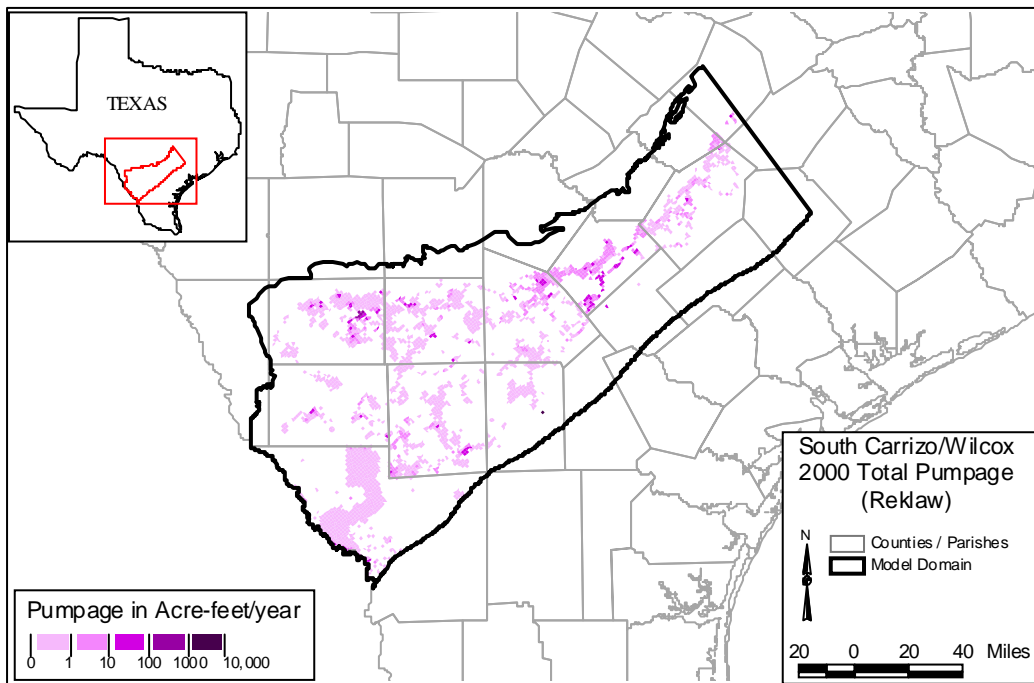 TEXAS
South Carrizo/Wilcox
2000 Total Pumpage
(Reklaw)
N
Counties / Parishes
Model Domain
20 0 20 40 Miles
Pumpage in Acre-feet/year
0 1 10 100 1000 10,000